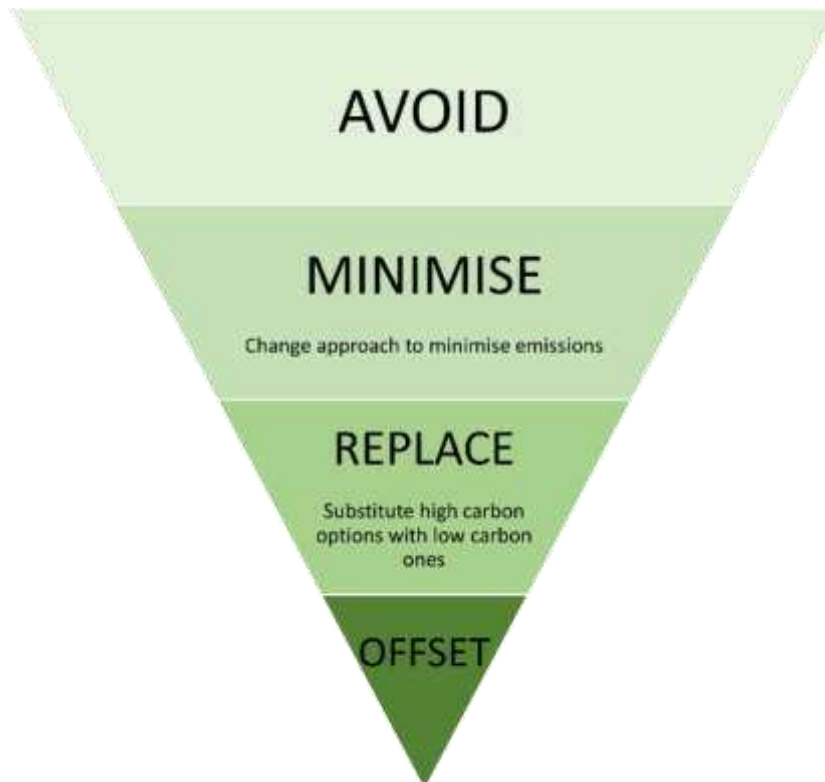 AVOID
MINIMISE
Change approach to minimise emissions
REPLACE
Substitute high carbon
options with low carbon
ones
OFFSET